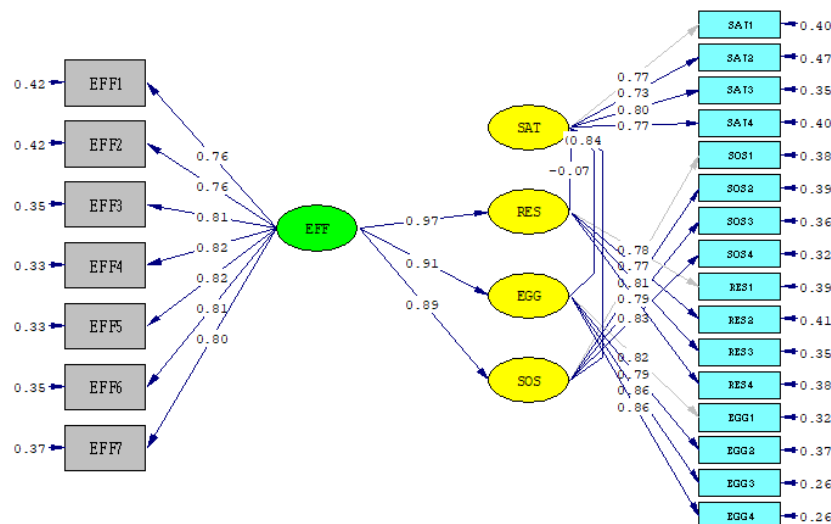 SAT1
0.40
SAT2
0.47
SAT3
0.35
SAT4
0.40
SOS1
0.38
SOS2
0.39
SOS3
0.36
SOS4
0.32
RES1
0.39
RES2
0.41
RES3
0.35
RES4
0.38
EGG1
0.32
EGG2
0.37
EGG3
0.26
EGG4
0.26
0.42
EFF1
0.42
EFF2
0.35
EFF3
0.33
EFF4
0.33
EFF5
0.35
EFF6
0.37
EFF7
0.76
0.76
0.81
0.82
0.82
0.81
0.80
EFF
0.97
0.91
0.89
SAT
RES
EGG
SOS
0.77
0.73
0.80
0.77
0.84
-0.07
0.78
0.77
0.81
0.79
0.83
0.82
0.79
0.86
0.86